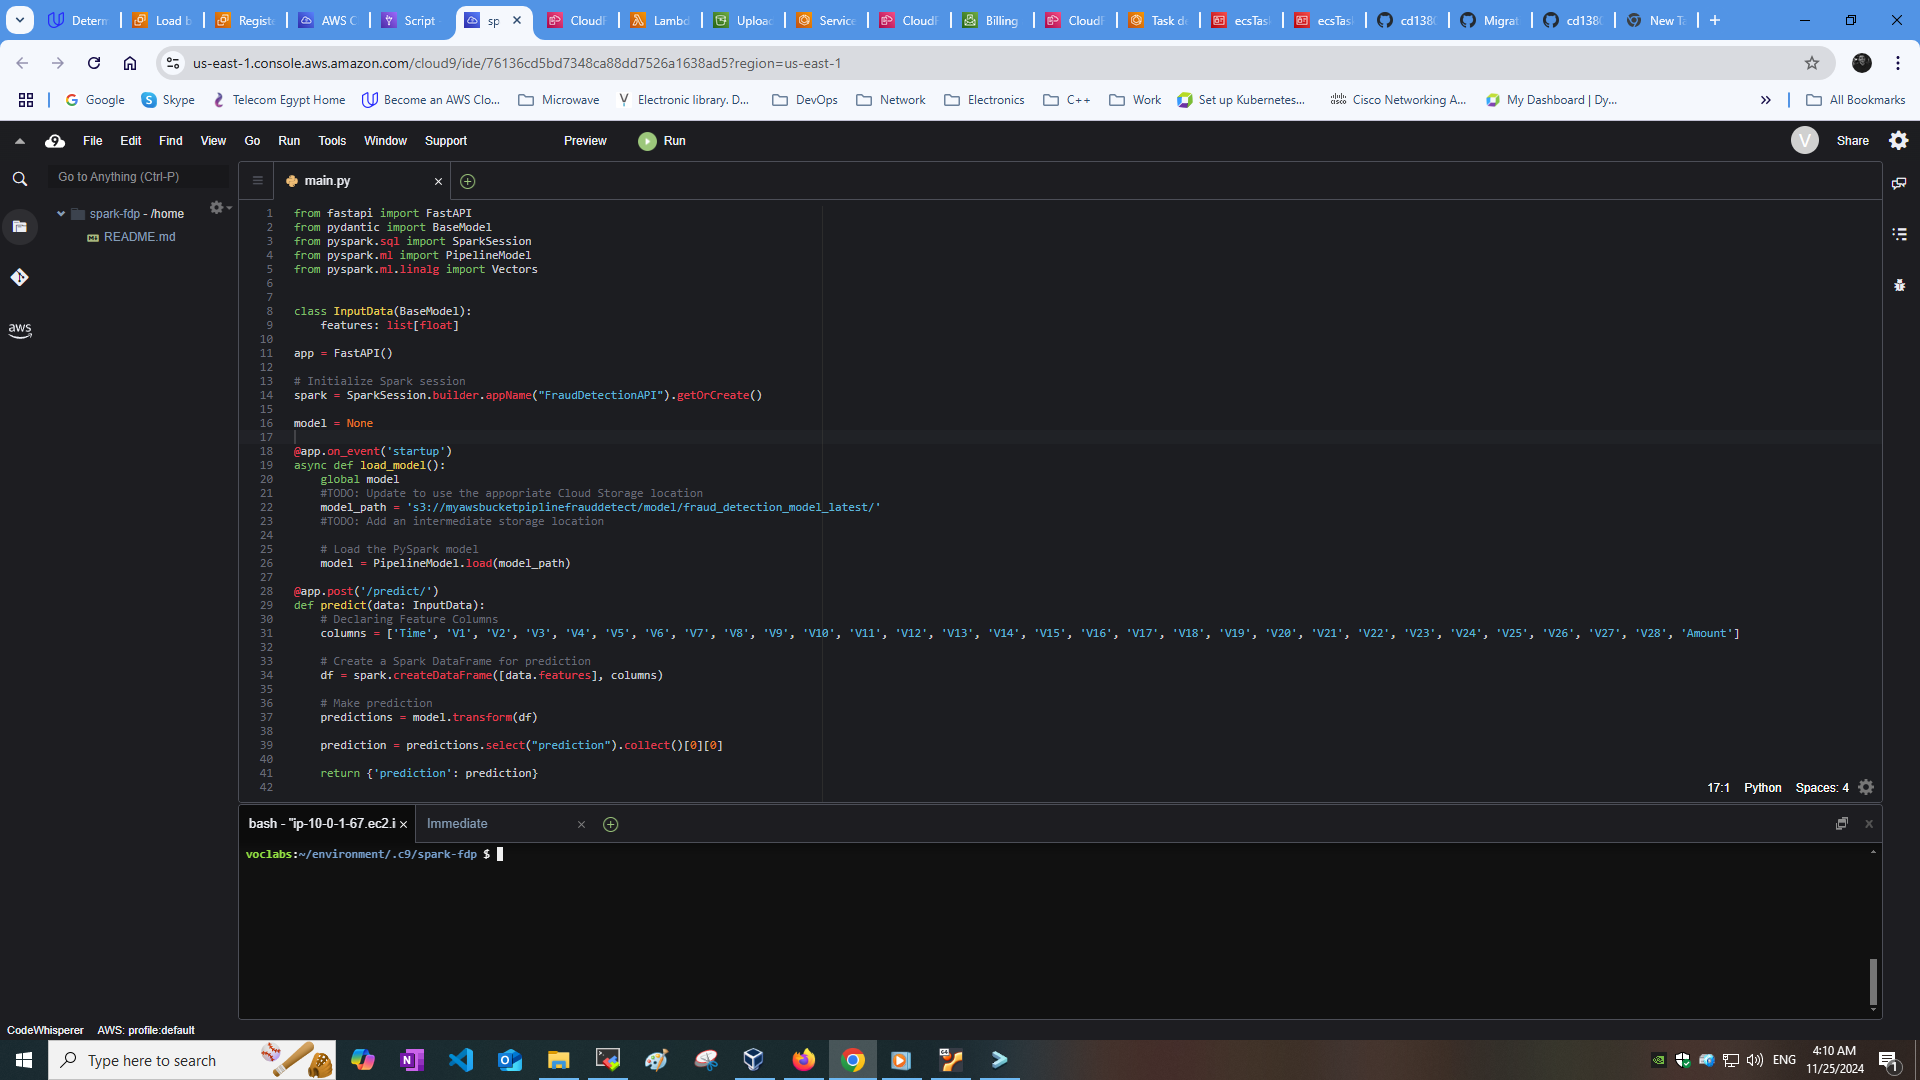 Determ
Load b
Registe
AWS C
Script
sp
CloudF
Lambd
Upload
Service
CloudF
Billing
CloudF
Task de
ecsTask
ecsTask
cd1380
Migrat
cd1380
New Ta
us-east-1.console.aws.amazon.com/cloud9/ide/76136cd5bd7348ca88dd7526a1638ad5?region=us-east-1
Google
Skype
Telecom Egypt Home
Become an AWS Clo...
Microwave
Electronic library. D...
DevOps
Network
Electronics
C++
Work
Set up Kubernetes...
Cisco Networking A...
My Dashboard | Dy...
All Bookmarks
9 File Edit Find View Go Run Tools Window Support Preview Run V Share
Go to Anything (Ctrl-P)
spark-fdp - /home
README.md
aws
main.py
1 from fastapi import FastAPI
2 from pydantic import BaseModel
3 from pyspark.sql import SparkSession
4 from pyspark.ml import PipelineModel
5 from pyspark.ml.linalg import Vectors
6
7
8 class InputData(BaseModel):
9     features: list[float]
10
11 app = FastAPI()
12
13 # Initialize Spark session
14 spark = SparkSession.builder.appName("FraudDetectionAPI").getOrCreate()
15
16 model = None
17
18 @app.on_event('startup')
19 async def load_model():
20     global model
21     #TODO: Update to use the appopriate Cloud Storage location
22     model_path = 's3://myawsbucketpiplinefrauddetect/model/fraud_detection_model_latest/'
23     #TODO: Add an intermediate storage location
24
25     # Load the PySpark model
26     model = PipelineModel.load(model_path)
27
28 @app.post('/predict/')
29 def predict(data: InputData):
30     # Declaring Feature Columns
31     columns = ['Time', 'V1', 'V2', 'V3', 'V4', 'V5', 'V6', 'V7', 'V8', 'V9', 'V10', 'V11', 'V12', 'V13', 'V14', 'V15', 'V16', 'V17', 'V18', 'V19', 'V20', 'V21', 'V22', 'V23', 'V24', 'V25', 'V26', 'V27', 'V28', 'Amount']
32
33     # Create a Spark DataFrame for prediction
34     df = spark.createDataFrame([data.features], columns)
35
36     # Make prediction
37     predictions = model.transform(df)
38
39     prediction = predictions.select("prediction").collect()[0][0]
40
41     return {'prediction': prediction}
42
17:1 Python Spaces: 4
bash - "ip-10-0-1-67.ec2.i
Immediate
voclabs:~/environment/.c9/spark-fdp $
CodeWhisperer AWS: profile:default
Type here to search
ENG
4:10 AM
11/25/2024
1